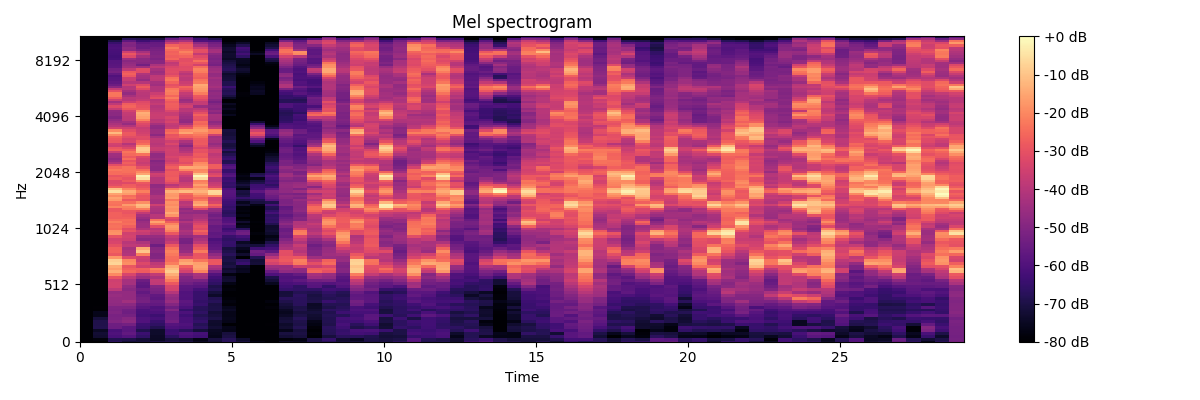 Mel spectrogram
8192
4096
2048
1024
512
0
Hz
0 5 10 15 20 25
Time
+0 dB
-10 dB
-20 dB
-30 dB
-40 dB
-50 dB
-60 dB
-70 dB
-80 dB